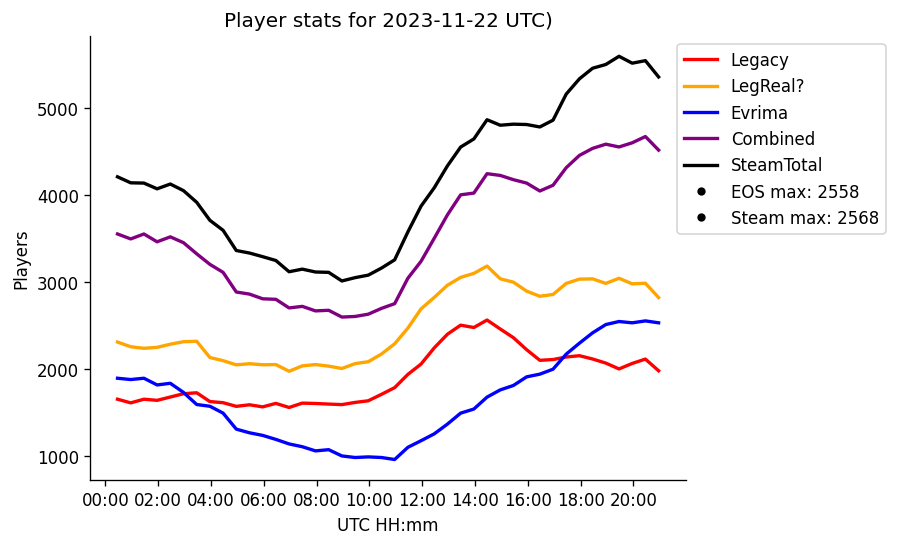 Player stats for 2023-11-22 UTC)
Legacy
LegReal?
Evrima
Combined
SteamTotal
EOS max: 2558
Steam max: 2568
Players
5000
4000
3000
2000
1000
00:00 02:00 04:00 06:00 08:00 10:00 12:00 14:00 16:00 18:00 20:00
UTC HH:mm